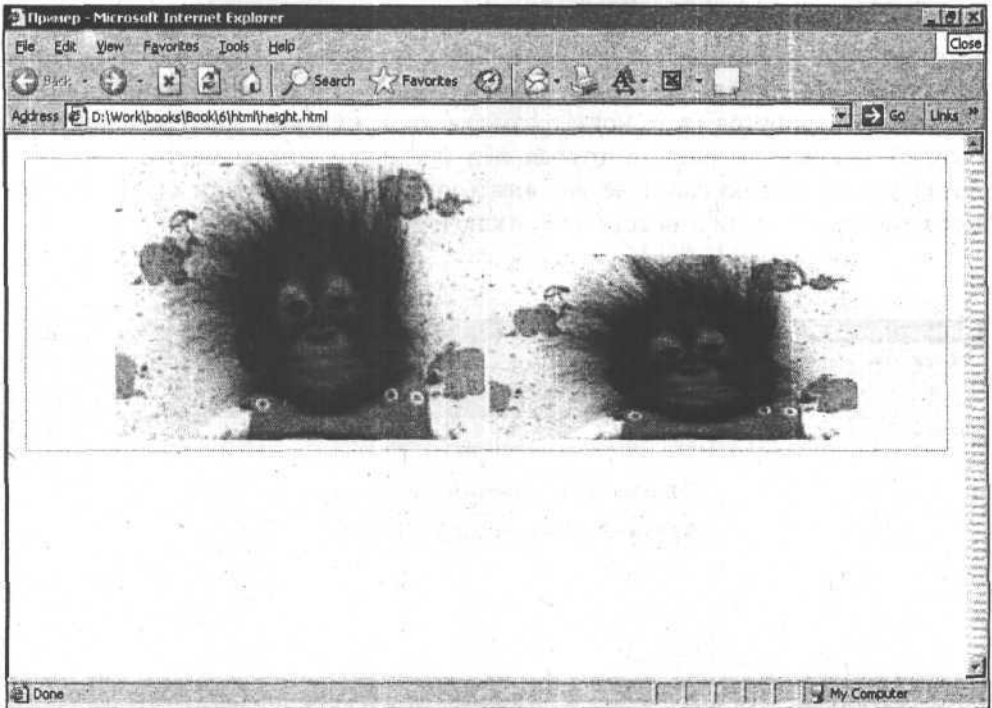 Пример - Microsoft Internet Explorer
File Edit View Favorites Tools Help
Close
Back Search Favorites
Address D:\Work\books\Book\6\html\height.html Go Links »
Done My Computer